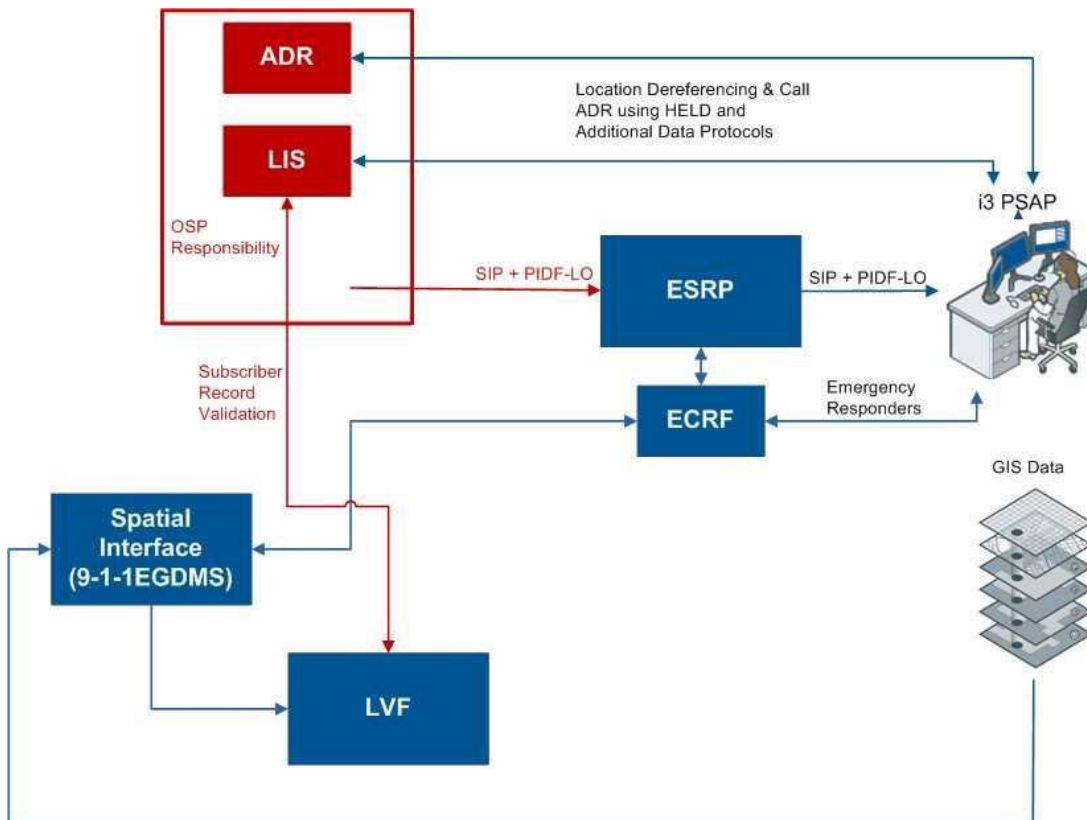 ADR
Location Dereferencing & Call
ADR using HELD and
Additional Data Protocols
LIS
i3 PSAP
OSP
Responsibility
SIP + PIDF-LO
ESRP
SIP + PIDF-LO
Subscriber
Record
Validation
ECRF
Emergency
Responders
GIS Data
Spatial
Interface
(9-1-1EGDMS)
LVF